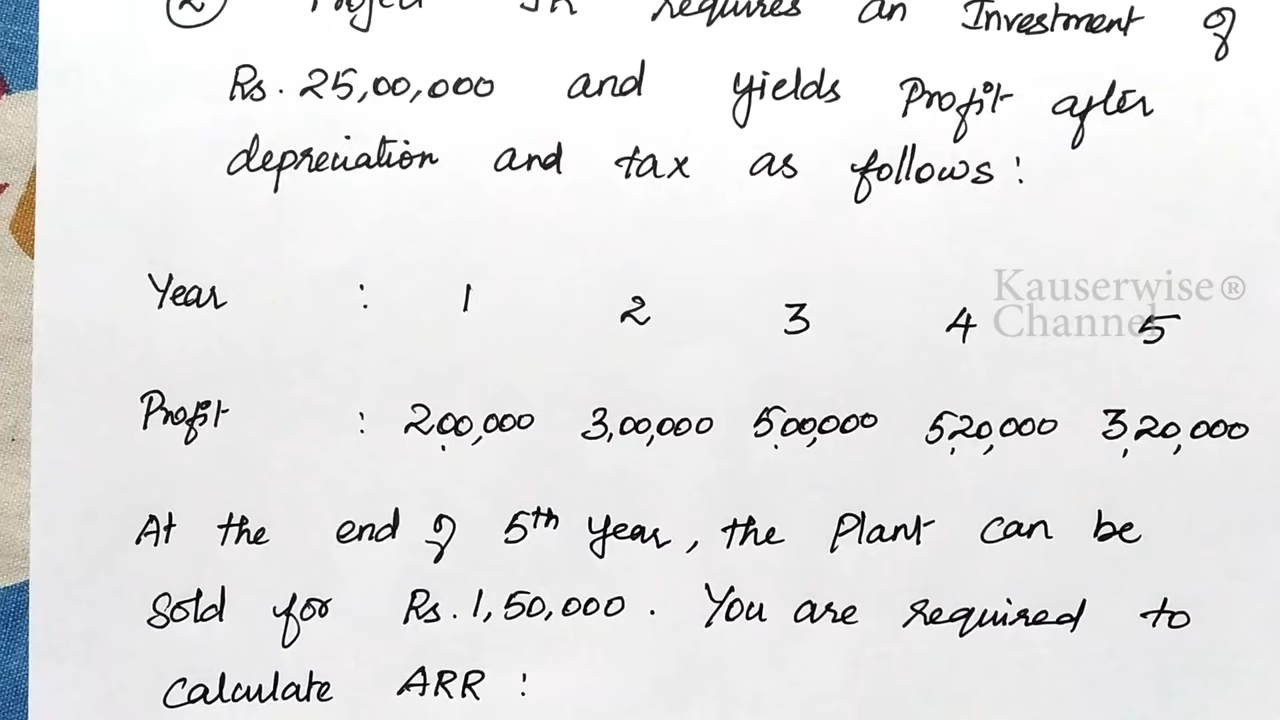 ② Project JK requires an Investment of
Rs. 25,00,000 and yields Profit after
depreciation and tax as follows:
Kauserwise®
Channel
Year : 1 2 3 4 5
Profit : 2,00,000 3,00,000 5,00,000 5,20,000 3,20,000
At the end of 5th Year, the Plant can be
Sold for Rs. 1,50,000. You are required to
Calculate ARR: